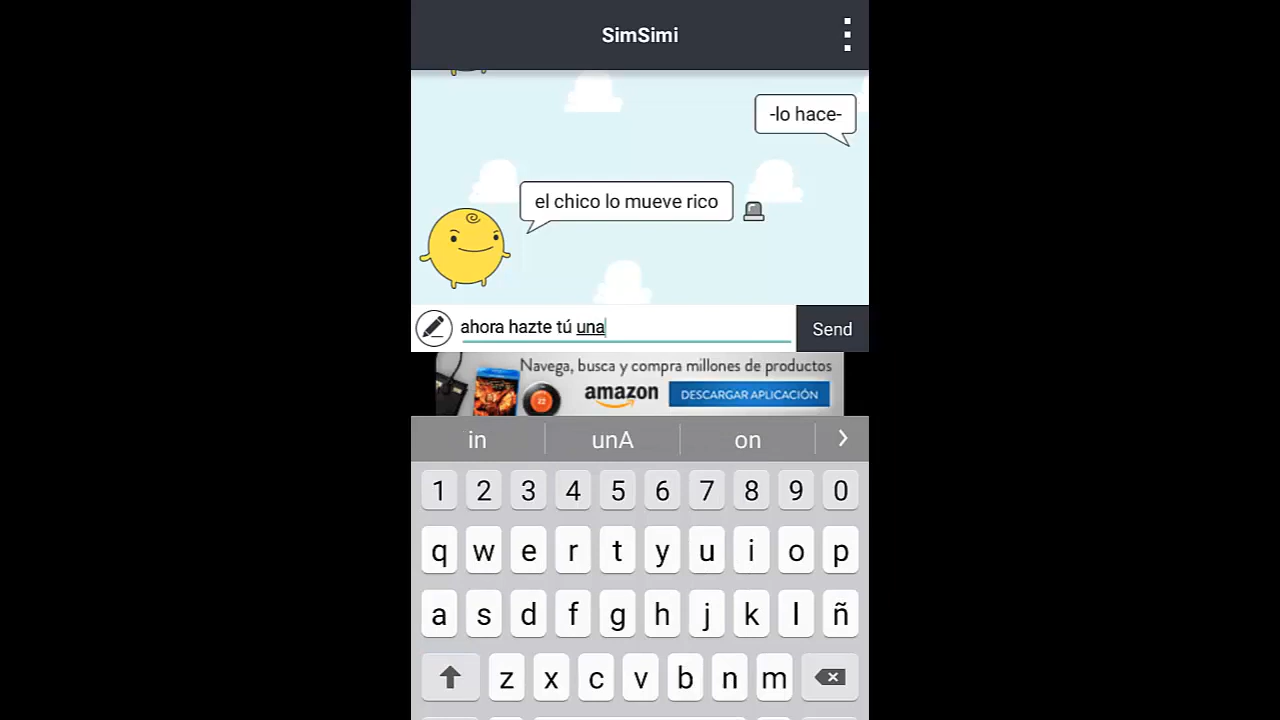 SimSimi
-lo hace-
el chico lo mueve rico
ahora hazte tú una
Send
Navega, busca y compra millones de productos
amazon
DESCARGAR APLICACIÓN
in unA on
1 2 3 4 5 6 7 8 9 0
q w e r t y u i o p
a s d f g h j k l ñ
z x c v b n m